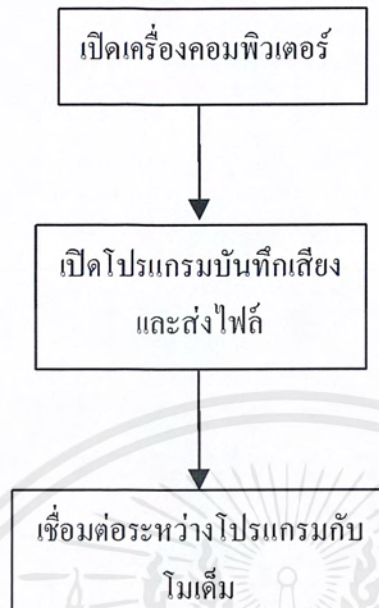 เปิดเครื่องคอมพิวเตอร์
เปิดโปรแกรมบันทึกเสียง
และส่งไฟล์
เชื่อมต่อระหว่างโปรแกรมกับ
โมเด็ม